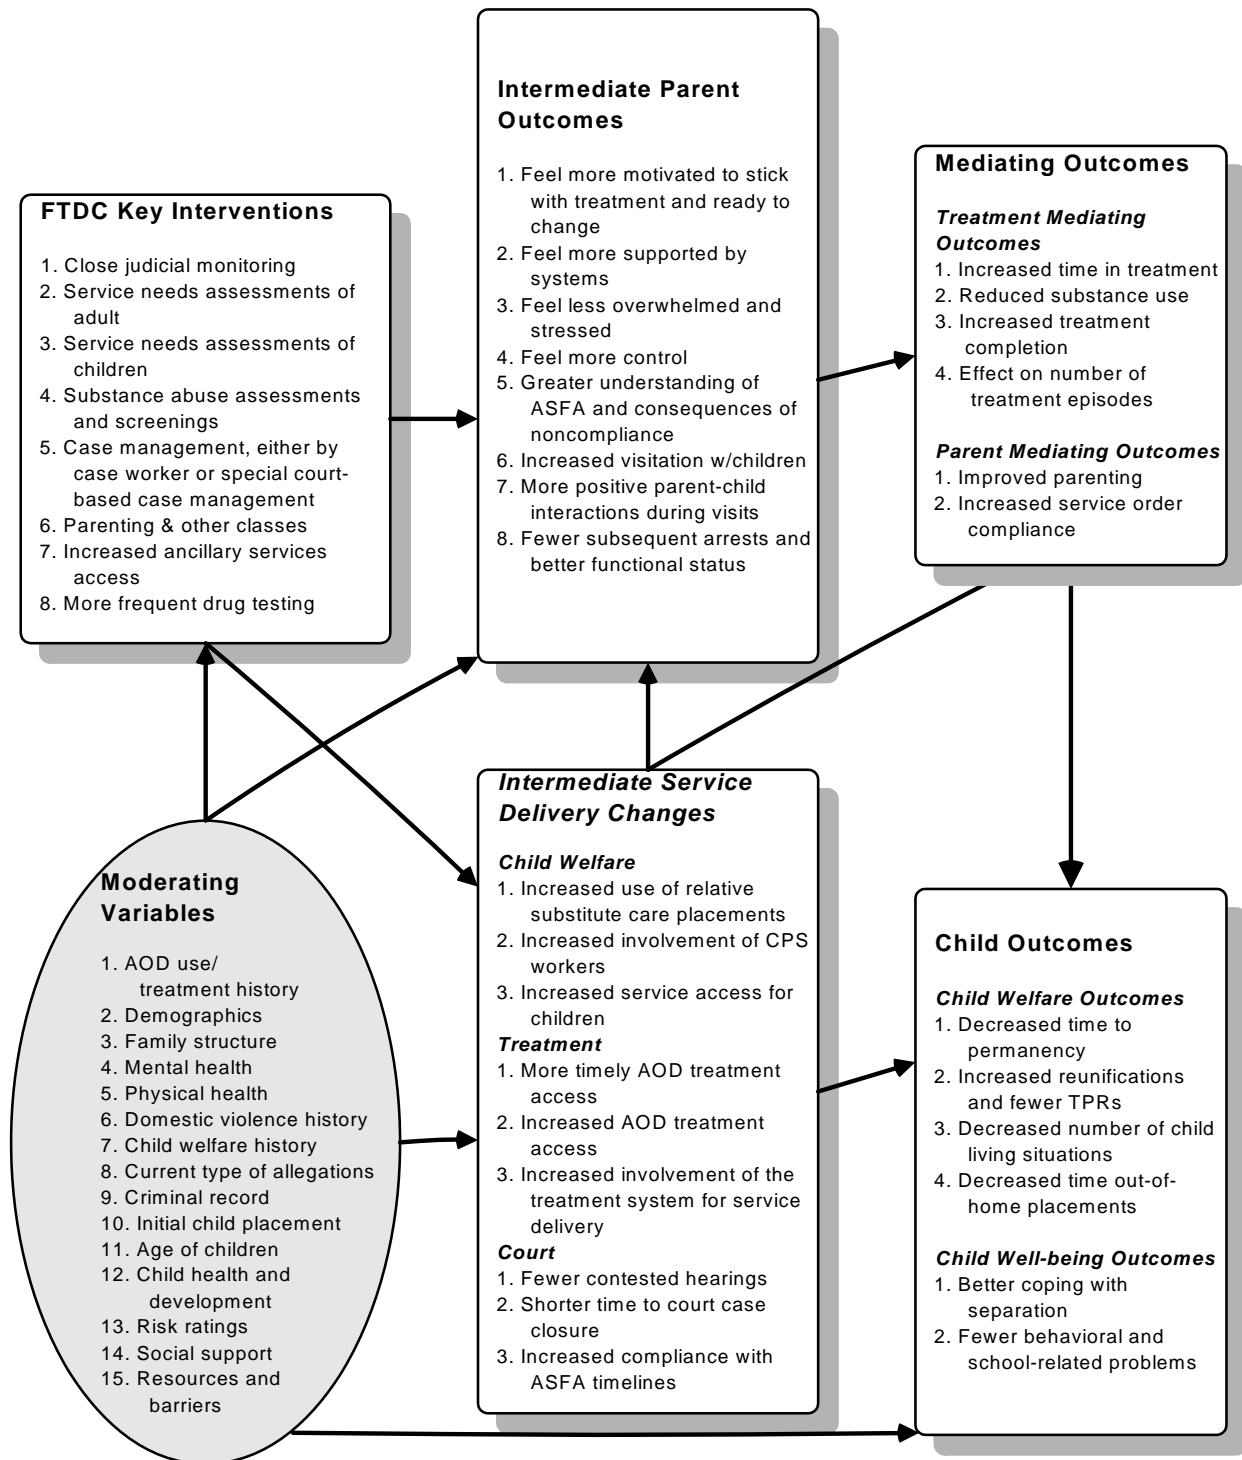 FTDC Key Interventions
1. Close judicial monitoring
2. Service needs assessments of
adult
3. Service needs assessments of
children
4. Substance abuse assessments
and screenings
5. Case management, either by
case worker or special court-
based case management
6. Parenting & other classes
7. Increased ancillary services
access
8. More frequent drug testing
Intermediate Parent
Outcomes
1. Feel more motivated to stick
with treatment and ready to
change
2. Feel more supported by
systems
3. Feel less overwhelmed and
stressed
4. Feel more control
5. Greater understanding of
ASFA and consequences of
noncompliance
6. Increased visitation w/children
7. More positive parent-child
interactions during visits
8. Fewer subsequent arrests and
better functional status
Mediating Outcomes
Treatment Mediating
Outcomes
1. Increased time in treatment
2. Reduced substance use
3. Increased treatment
completion
4. Effect on number of
treatment episodes
Parent Mediating Outcomes
1. Improved parenting
2. Increased service order
compliance
Moderating
Variables
1. AOD use/
treatment history
2. Demographics
3. Family structure
4. Mental health
5. Physical health
6. Domestic violence history
7. Child welfare history
8. Current type of allegations
9. Criminal record
10. Initial child placement
11. Age of children
12. Child health and
development
13. Risk ratings
14. Social support
15. Resources and
barriers
Intermediate Service
Delivery Changes
Child Welfare
1. Increased use of relative
substitute care placements
2. Increased involvement of CPS
workers
3. Increased service access for
children
Treatment
1. More timely AOD treatment
access
2. Increased AOD treatment
access
3. Increased involvement of the
treatment system for service
delivery
Court
1. Fewer contested hearings
2. Shorter time to court case
closure
3. Increased compliance with
ASFA timelines
Child Outcomes
Child Welfare Outcomes
1. Decreased time to
permanency
2. Increased reunifications
and fewer TPRs
3. Decreased number of child
living situations
4. Decreased time out-of-
home placements
Child Well-being Outcomes
1. Better coping with
separation
2. Fewer behavioral and
school-related problems